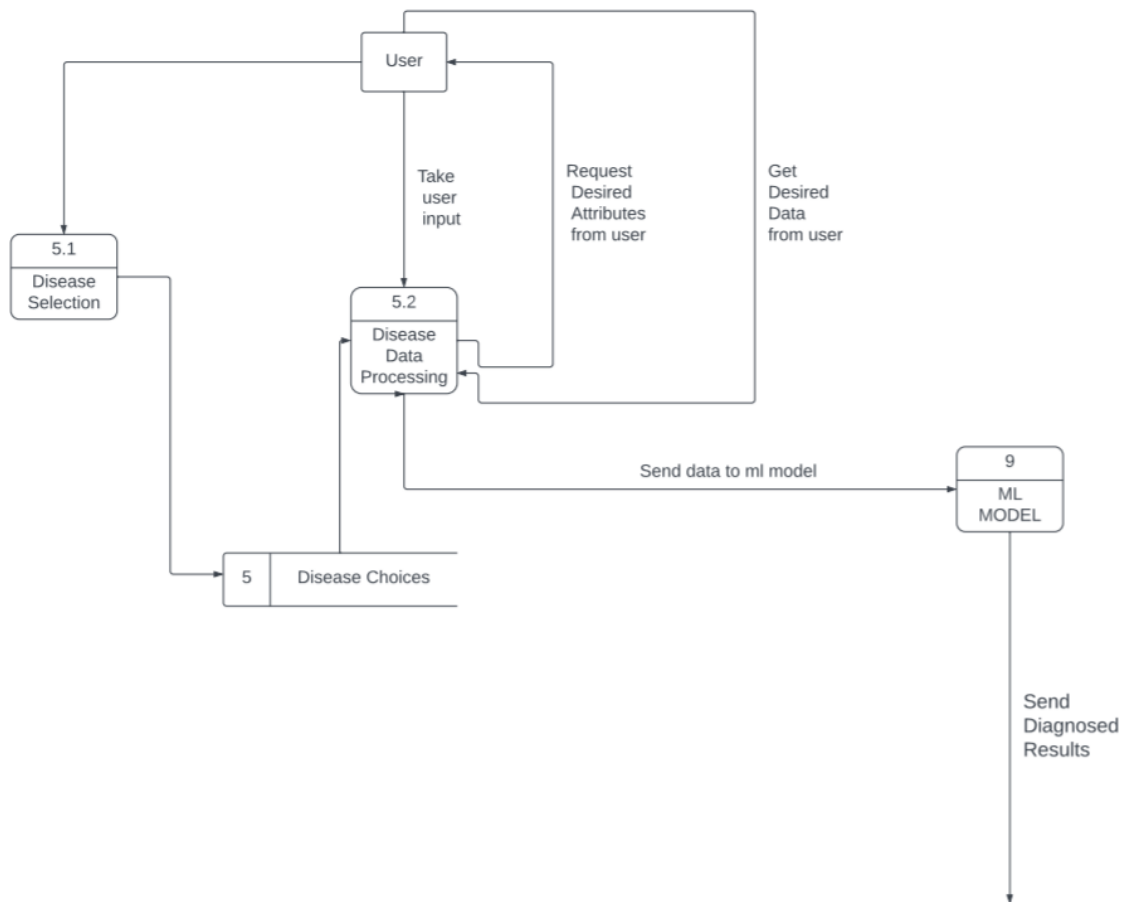 User
Take
user
input
Request
Desired
Attributes
from user
Get
Desired
Data
from user
5.1
Disease
Selection
5.2
Disease
Data
Processing
Send data to ml model
9
ML
MODEL
5
Disease Choices
Send
Diagnosed
Results